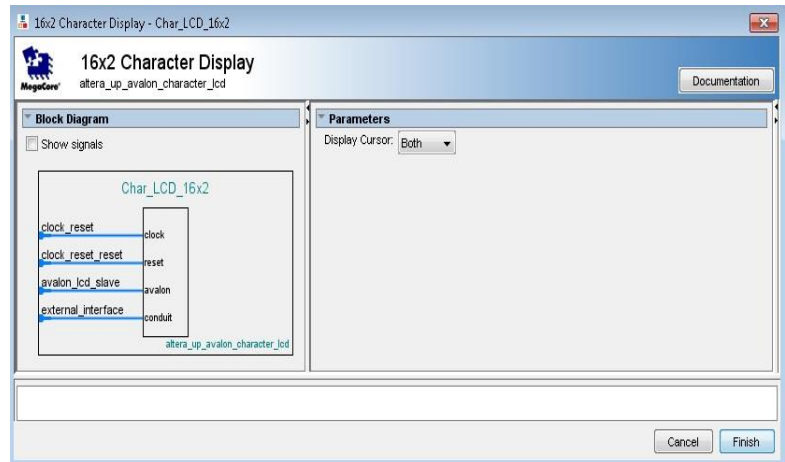 16x2 Character Display - Char_LCD_16x2
16x2 Character Display
altera_up_avalon_character_lcd
MegaCore'
Documentation
Block Diagram
Show signals
Char_LCD_16x2
clock_reset
clock
clock_reset_reset
reset
avalon_lcd_slave
avalon
external_interface
conduit
altera_up_avalon_character_lcd
Parameters
Display Cursor: Both
Cancel
Finish